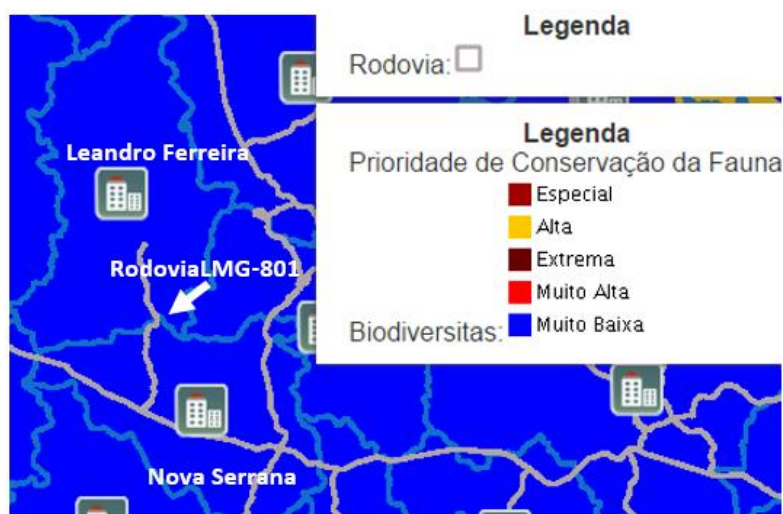 Legenda
Rodovia:
Legenda
Prioridade de Conservação da Fauna
Especial
Alta
Extrema
Muito Alta
Biodiversitas:
Muito Baixa
Leandro Ferreira
RodoviaLMG-801
Nova Serrana